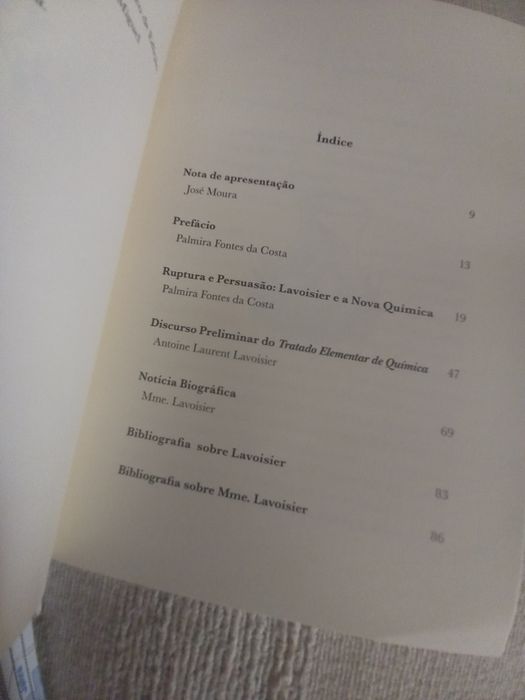 Índice
Nota de apresentação
José Moura
9
Prefácio
Palmira Fontes da Costa
13
Ruptura e Persuasão: Lavoisier e a Nova Química
19
Palmira Fontes da Costa
Discurso Preliminar do Tratado Elementar de Química
47
Antoine Laurent Lavoisier
Notícia Biográfica
Mme. Lavoisier
69
Bibliografia sobre Lavoisier
83
Bibliografia sobre Mme. Lavoisier
86